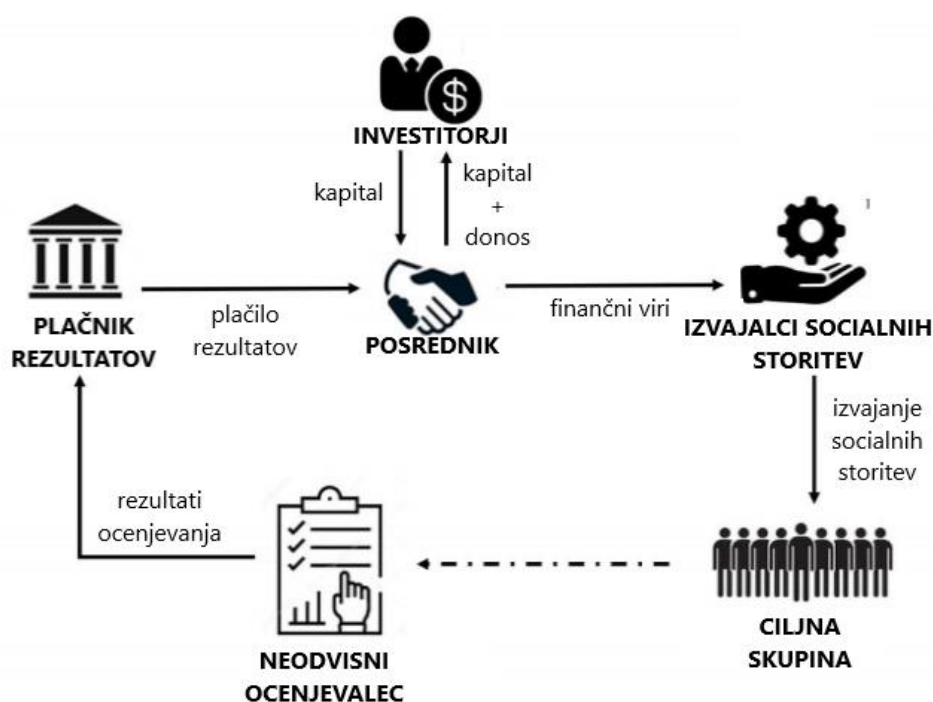 $
INVESTITORJI
kapital
kapital
+
donos
PLAČNIK
REZULTATOV
plačilo
rezultatov
POSREDNIK
finančni viri
IZVAJALCI SOCIALNIH
STORITEV
izvajanje
socialnih
storitev
CILJNA
SKUPINA
NEODVISNI
OCENJEVALEC
rezultati
ocenjevanja